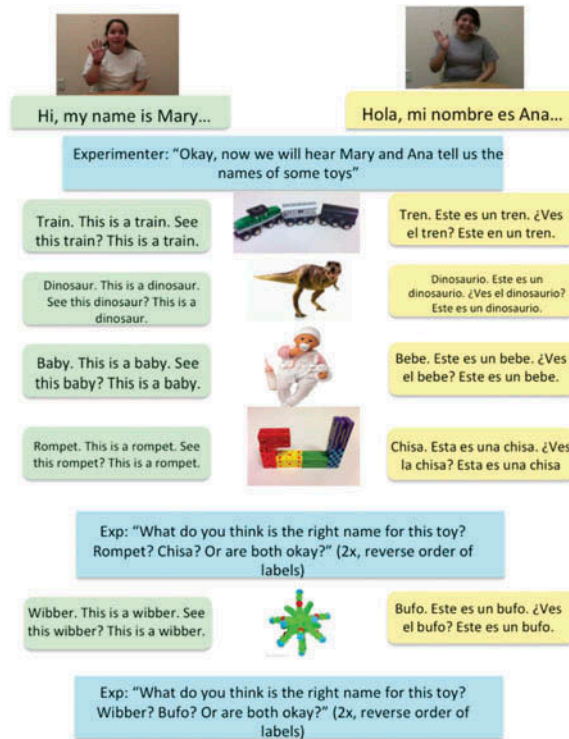 Hi, my name is Mary...
Hola, mi nombre es Ana...
Experimenter: "Okay, now we will hear Mary and Ana tell us the
names of some toys"
Train. This is a train. See
this train? This is a train.
Tren. Este es un tren. ¿Ves
el tren? Este en un tren.
Dinosaur. This is a dinosaur.
See this dinosaur? This is a
dinosaur.
Dinosaurio. Este es un
dinosaurio. ¿Ves el dinosaurio?
Este es un dinosaurio.
Baby. This is a baby. See
this baby? This is a baby.
Bebe. Este es un bebe. ¿Ves
el bebe? Este es un bebe.
Rompet. This is a rompet. See
this rompet? This is a rompet.
Chisa. Esta es una chisa. ¿Ves
la chisa? Esta es una chisa
Exp: "What do you think is the right name for this toy?
Rompet? Chisa? Or are both okay?" (2x, reverse order of
labels)
Wibber. This is a wibber. See
this wibber? This is a wibber.
Bufo. Este es un bufo. ¿Ves
el bufo? Este es un bufo.
Exp: "What do you think is the right name for this toy?
Wibber? Bufo? Or are both okay?" (2x, reverse order of
labels)